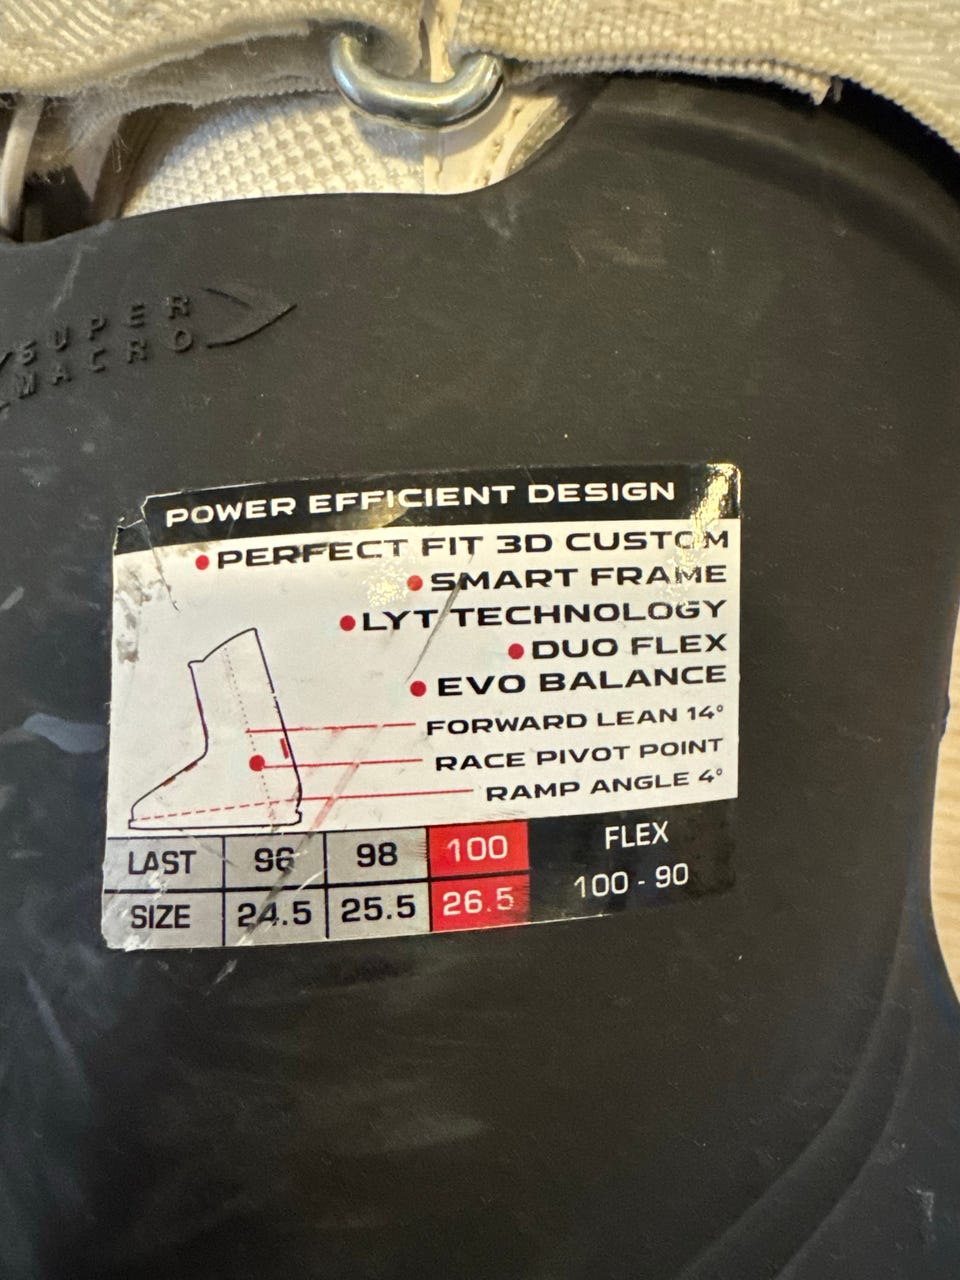 SUPER
MACRO
POWER EFFICIENT DESIGN
• PERFECT FIT 3D CUSTOM
• SMART FRAME
• LYT TECHNOLOGY
• DUO FLEX
• EVO BALANCE
FORWARD LEAN 14°
RACE PIVOT POINT
RAMP ANGLE 4°
LAST 96 98 100
SIZE 24.5 25.5 26.5
FLEX
100 - 90